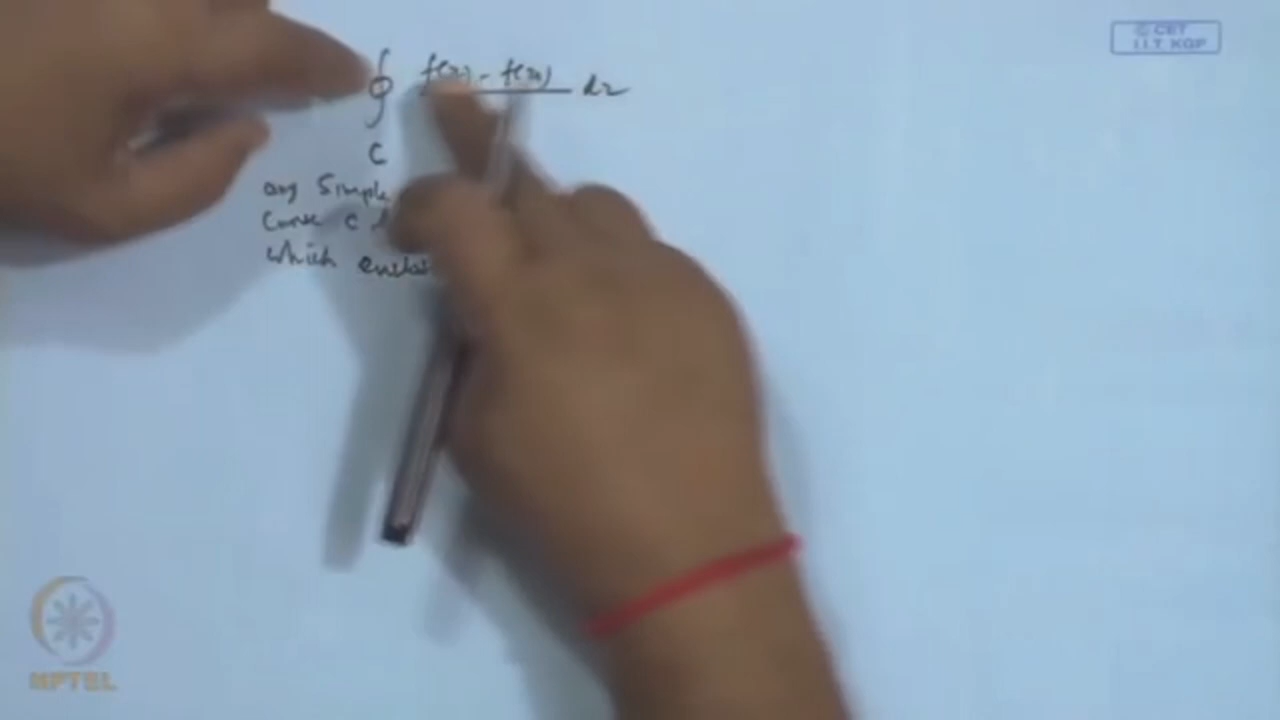 © CET
I.I.T. KGP
∮ f(z) - f(z₀) dz
C
any Simple
Curve C
which
NPTEL